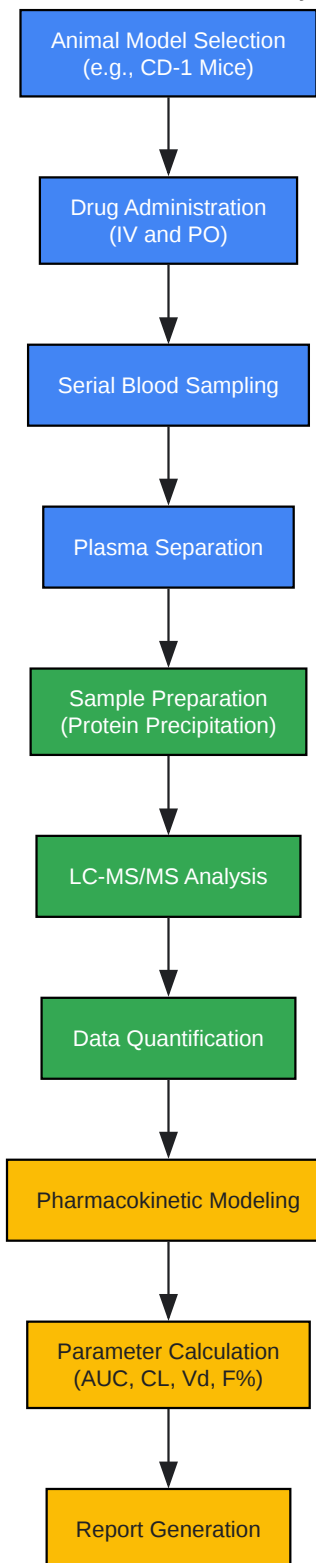 Animal Model Selection
(e.g., CD-1 Mice)
Drug Administration
(IV and PO)
Serial Blood Sampling
Plasma Separation
Sample Preparation
(Protein Precipitation)
LC-MS/MS Analysis
Data Quantification
Pharmacokinetic Modeling
Parameter Calculation
(AUC, CL, Vd, F%)
Report Generation